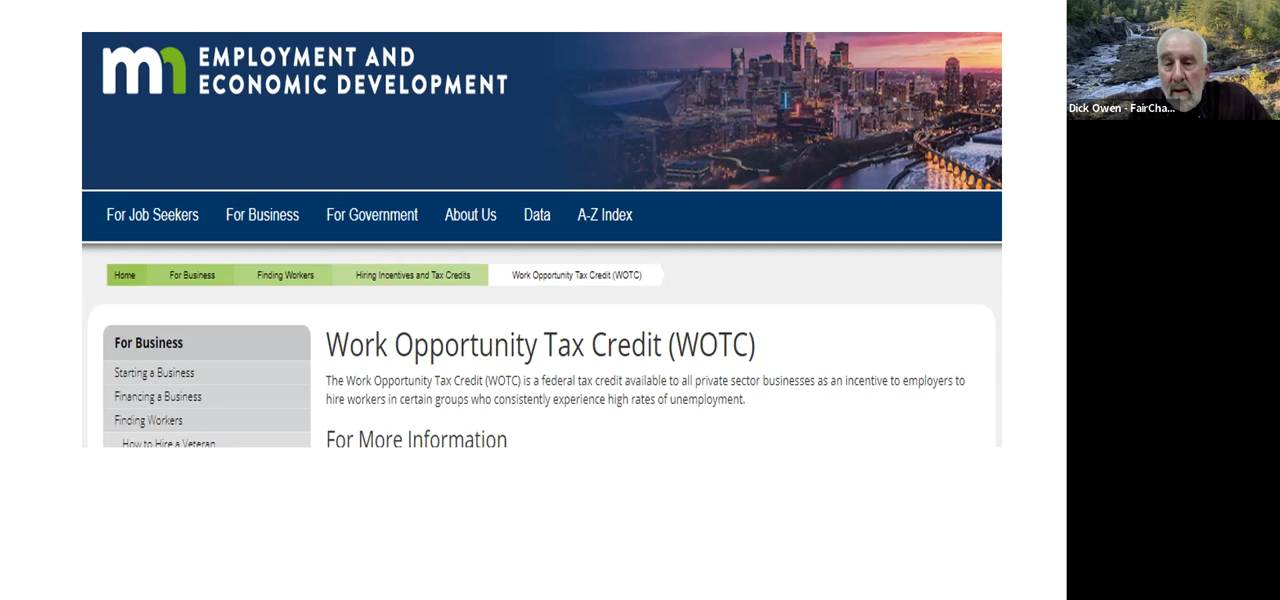 mn EMPLOYMENT AND
ECONOMIC DEVELOPMENT
For Job Seekers For Business For Government About Us Data A-Z Index
Home For Business Finding Workers Hiring Incentives and Tax Credits Work Opportunity Tax Credit (WOTC)
For Business
Starting a Business
Financing a Business
Finding Workers
How to Hire a Veteran
Work Opportunity Tax Credit (WOTC)
The Work Opportunity Tax Credit (WOTC) is a federal tax credit available to all private sector businesses as an incentive to employers to
hire workers in certain groups who consistently experience high rates of unemployment.
For More Information
Dick Owen - FairCha...